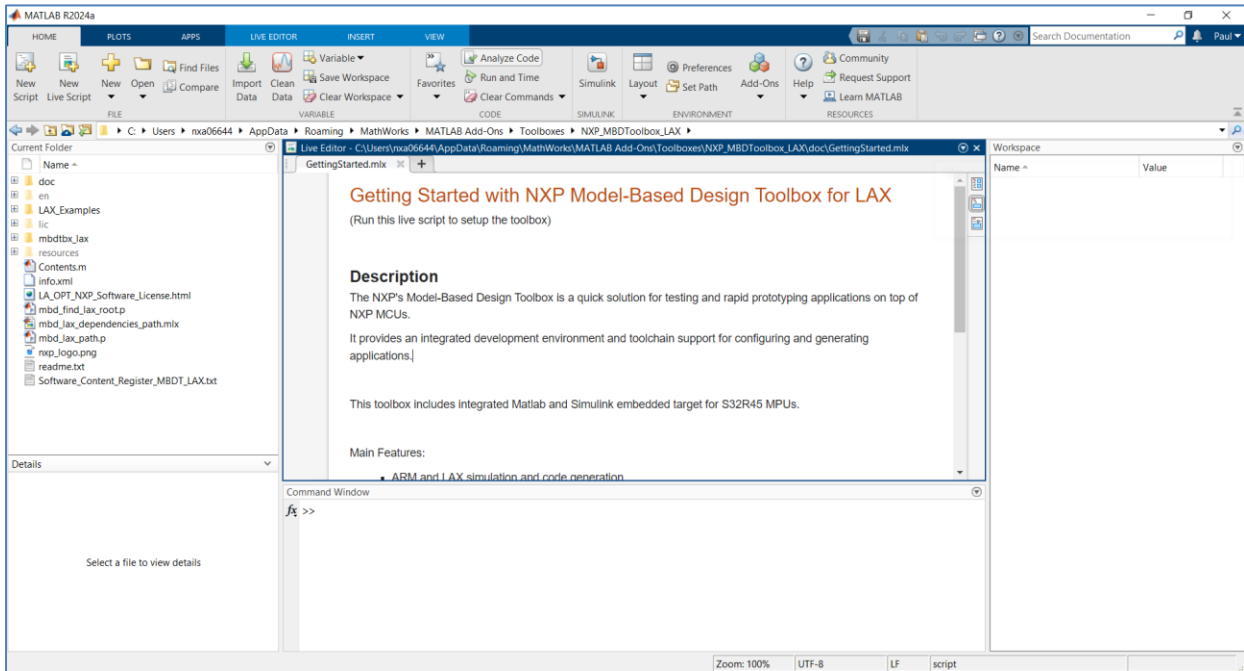 MATLAB R2024a
HOME PLOTS APPS LIVE EDITOR INSERT VIEW
Search Documentation
Paul
New Script
New Live Script
New
Open
Find Files
Compare
Import Data
Clean Data
Variable
Save Workspace
Clear Workspace
Favorites
Analyze Code
Run and Time
Clear Commands
Simulink
Layout
Preferences
Set Path
Add-Ons
Help
Community
Request Support
Learn MATLAB
FILE VARIABLE CODE SIMULINK ENVIRONMENT RESOURCES
C: Users nxa06644 AppData Roaming MathWorks MATLAB Add-Ons Toolboxes NXP_MBDToolbox_LAX
Current Folder
Name
doc
en
LAX_Examples
lic
mbdtbx_lax
resources
Contents.m
info.xml
LA_OPT_NXP_Software_License.html
mbd_find_lax_root.p
mbd_lax_dependencies_path.mlx
mbd_lax_path.p
nxp_logo.png
readme.txt
Software_Content_Register_MBDT_LAX.txt
Details
Select a file to view details
Live Editor - C:\Users\nxa06644\AppData\Roaming\MathWorks\MATLAB Add-Ons\Toolboxes\NXP_MBDToolbox_LAX\doc\GettingStarted.mlx
GettingStarted.mlx
Getting Started with NXP Model-Based Design Toolbox for LAX
(Run this live script to setup the toolbox)
Description
The NXP's Model-Based Design Toolbox is a quick solution for testing and rapid prototyping applications on top of
NXP MCUs.
It provides an integrated development environment and toolchain support for configuring and generating
applications.
This toolbox includes integrated Matlab and Simulink embedded target for S32R45 MPUs.
Main Features:
ARM and LAX simulation and code generation
Command Window
fx >>
Workspace
Name Value
Zoom: 100% UTF-8 LF script